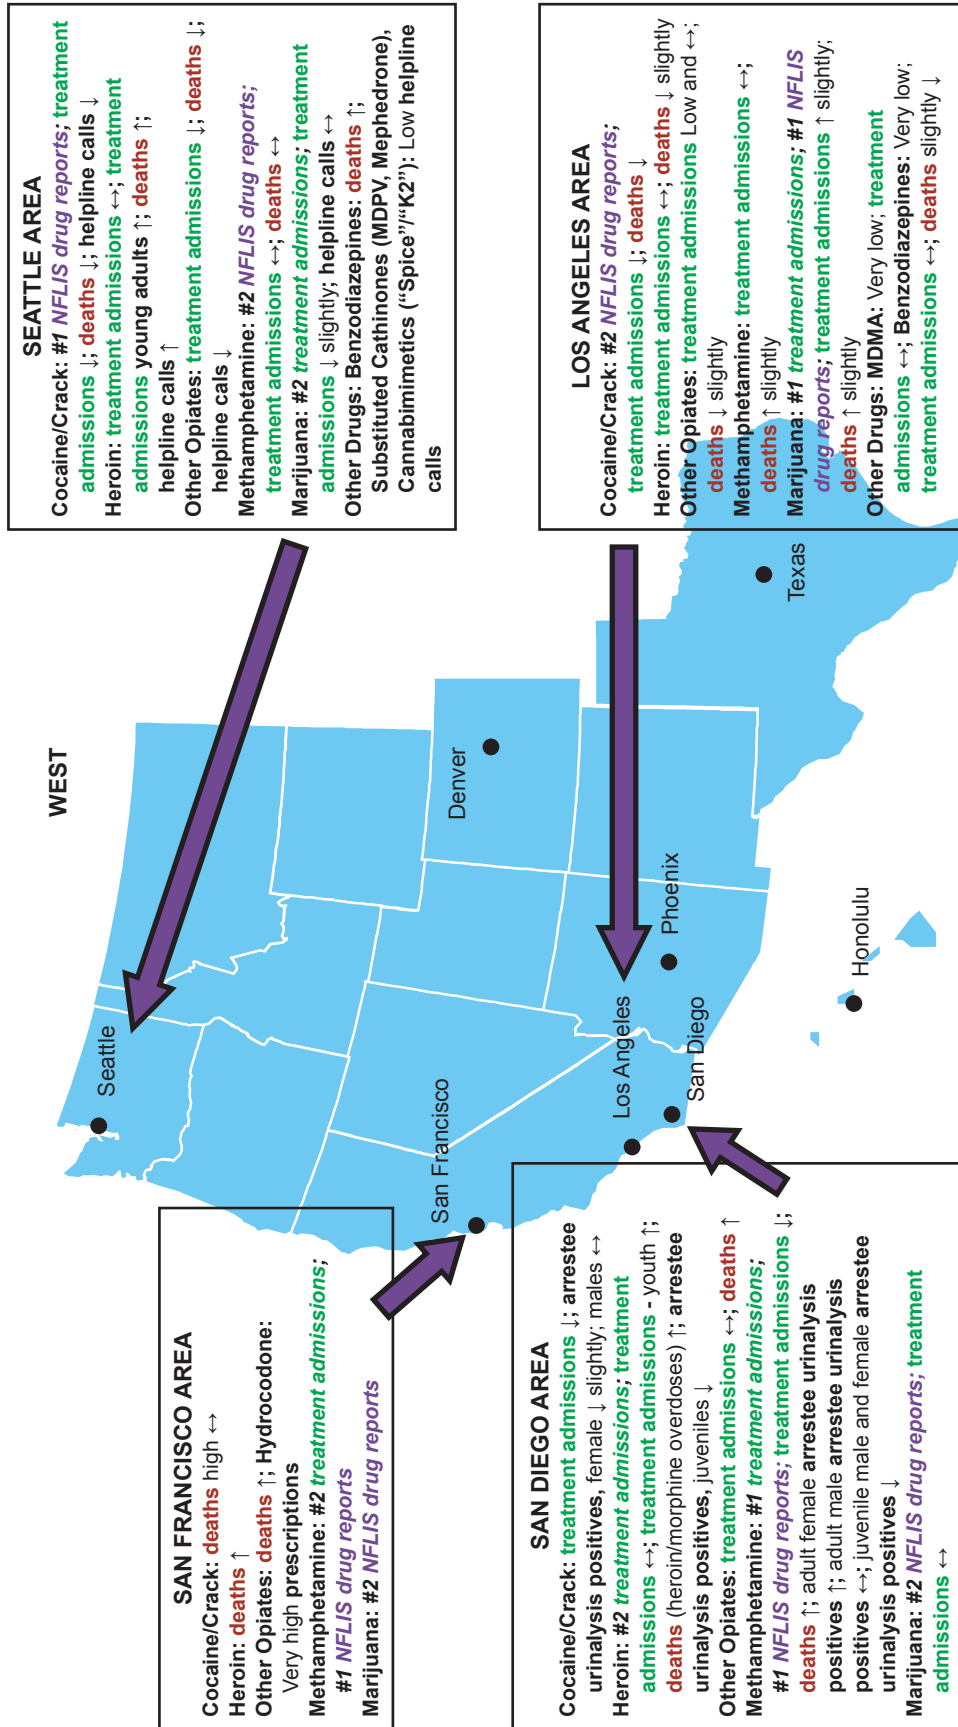 WEST
SAN FRANCISCO AREA
Cocaine/Crack: deaths high ↔
Heroin: deaths ↑
Other Opiates: deaths ↑; Hydrocodone:
Very high prescriptions
Methamphetamine: #2 treatment admissions;
#1 NFLIS drug reports
Marijuana: #2 NFLIS drug reports
SEATTLE AREA
Cocaine/Crack: #1 NFLIS drug reports; treatment
admissions ↓; deaths ↓; helpline calls ↓
Heroin: treatment admissions ↔; treatment
admissions young adults ↑; deaths ↑;
helpline calls ↑
Other Opiates: treatment admissions ↓; deaths ↓;
helpline cals ↓
Methamphetamine: #2 NFLIS drug reports;
treatment admissions ↔; deaths ↔
Marijuana: #2 treatment admissions; treatment
admissions ↓ slightly; helpline calls ↔
Other Drugs: Benzodiazepines: deaths ↑;
Substituted Cathinones (MDPV, Mephedrone),
Cannabimimetics (“Spice”/“K2”): Low helpline
calls
Seattle
San Francisco
Denver
Los Angeles
Phoenix
San Diego
Texas
Honolulu
SAN DIEGO AREA
Cocaine/Crack: treatment admissions ↓; arrestee
urinalysis positives, female ↓ slightly; males ↔
Heroin: #2 treatment admissions; treatment
admissions ↔; treatment admissions - youth ↑;
deaths (heroin/morphine overdoses) ↑; arrestee
urinalysis positives, juveniles ↓
Other Opiates: treatment admissions ↔; deaths ↑
Methamphetamine: #1 treatment admissions;
#1 NFLIS drug reports; treatment admissions ↓;
deaths ↑; adult female arrestee urinalysis
positives ↑; adult male arrestee urinalysis
positives ↔; juvenile male and female arrestee
urinalysis positives ↓
Marijuana: #2 NFLIS drug reports; treatment
admissions ↔
LOS ANGELES AREA
Cocaine/Crack: #2 NFLIS drug reports;
treatment admissions ↓; deaths ↓
Heroin: treatment admissions ↔; deaths ↓ slightly
Other Opiates: treatment admissions Low and ↔;
deaths ↓ slightly
Methamphetamine: treatment admissions ↔;
deaths ↑ slightly
Marijuana: #1 treatment admissions; #1 NFLIS
drug reports; treatment admissions ↑ slightly;
deaths ↑ slightly
Other Drugs: MDMA: Very low; treatment
admissions ↔; Benzodiazepines: Very low;
treatment admissions ↔; deaths slightly ↓